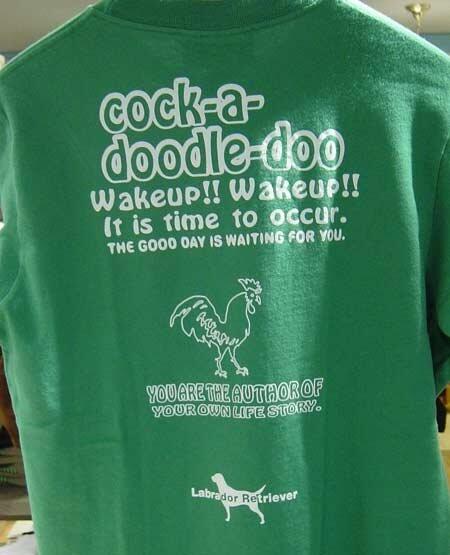 cock-a-
doodle-doo
Wakeup!! Wakeup!!
It is time to occur.
THE GOOD DAY IS WAITING FOR YOU.
YOU ARE THE AUTHOR OF
YOUR OWN LIFE STORY.
Labrador Retriever